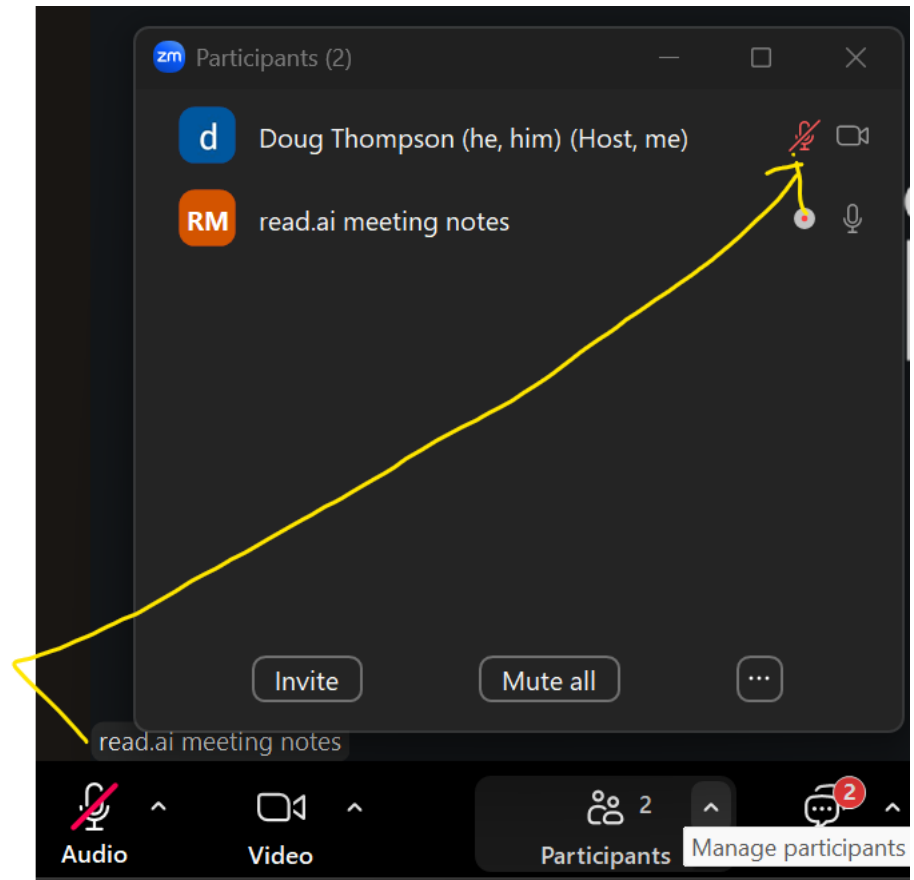 zm Participants (2)
d Doug Thompson (he, him) (Host, me)
RM read.ai meeting notes
Invite Mute all ...
read.ai meeting notes
2 2
Audio Video Participants Manage participants